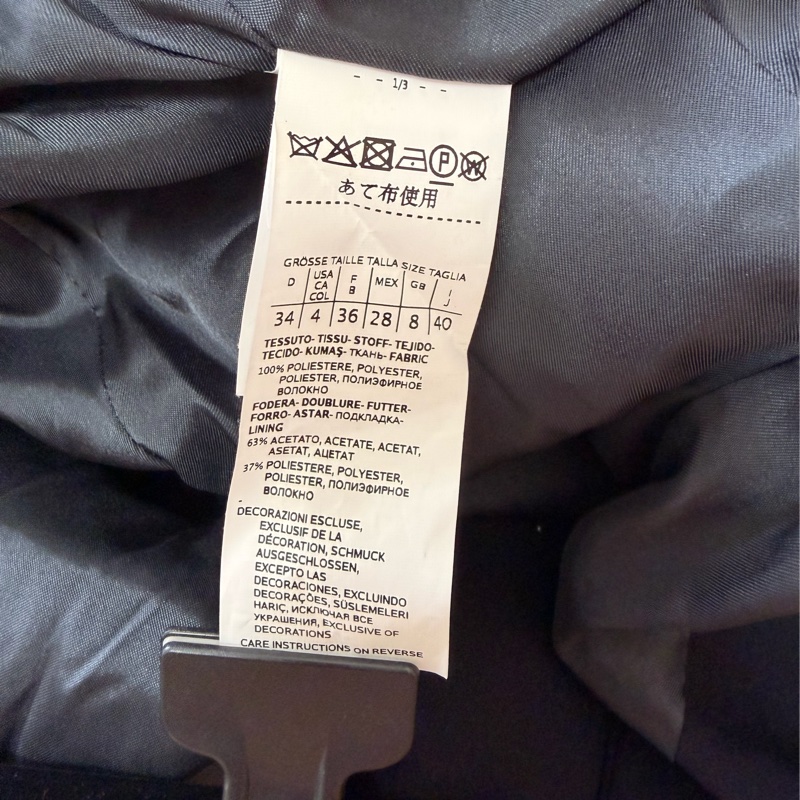 - - 1/3 - -
P W
あて布使用
GRÖSSE TAILLE TALLA SIZE TAGLIA
D USA CA COL F B MEX GB I J
34 4 36 28 8 40
TESSUTO- TISSU- STOFF- TEJIDO-
TECIDO- KUMAŞ- ТКАНЬ- FABRIC
100% POLIESTERE, POLYESTER,
POLIESTER, ПОЛИЭФИРНОЕ
ВОЛОКНО
FODERA- DOUBLURE- FUTTER-
FORRO- ASTAR- ПОДКЛАДКА-
LINING
63% ACETATO, ACETATE, ACETAT,
ASETAT, АЦЕТАТ
37% POLIESTERE, POLYESTER,
POLIESTER, ПОЛИЭФИРНОЕ
ВОЛОКНО
-
DECORAZIONI ESCLUSE,
EXCLUSIF DE LA
DÉCORATION, SCHMUCK
AUSGESCHLOSSEN,
EXCEPTO LAS
DECORACIONES, EXCLUINDO
DECORAÇÕES, SÜSLEMELERI
HARIÇ, ИСКЛЮЧАЯ ВСЕ
УКРАШЕНИЯ, EXCLUSIVE OF
DECORATIONS
CARE INSTRUCTIONS ON REVERSE